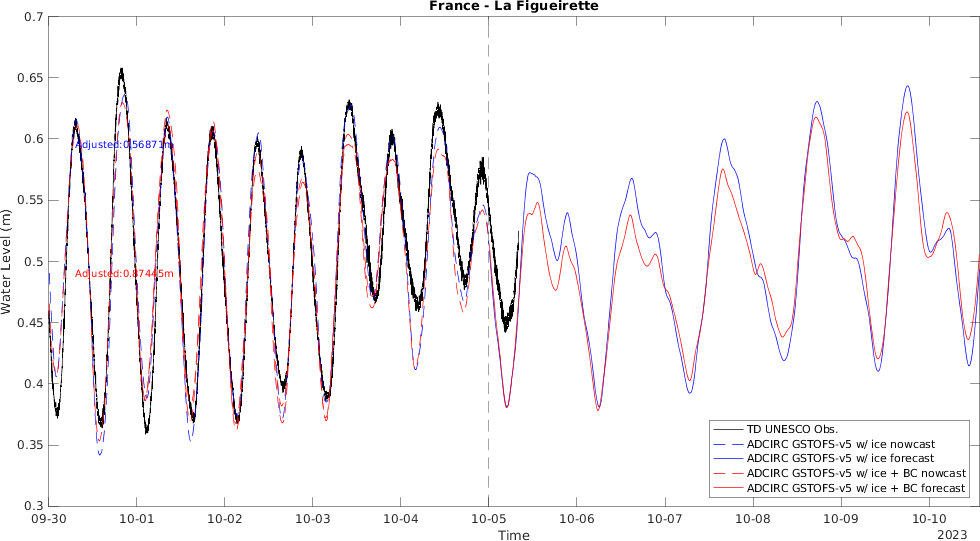 France - La Figueirette
0.7
0.65
0.6
0.55
0.5
0.45
0.4
0.35
0.3
Water Level (m)
Adjusted:0.56871m
Adjusted:0.87445m
TD UNESCO Obs.
ADCIRC GSTOFS-v5 w/ ice nowcast
ADCIRC GSTOFS-v5 w/ ice forecast
ADCIRC GSTOFS-v5 w/ ice + BC nowcast
ADCIRC GSTOFS-v5 w/ ice + BC forecast
09-30 10-01 10-02 10-03 10-04 10-05 10-06 10-07 10-08 10-09 10-10
Time
2023